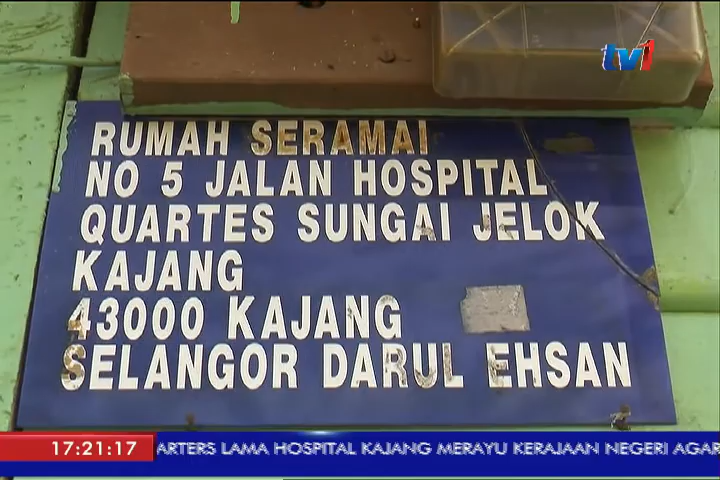 tv1
RUMAH SERAMAI
NO 5 JALAN HOSPITAL
QUARTES SUNGAI JELOK
KAJANG
43000 KAJANG
SELANGOR DARUL EHSAN
17:21:17 ARTERS LAMA HOSPITAL KAJANG MERAYU KERAJAAN NEGERI AGAR